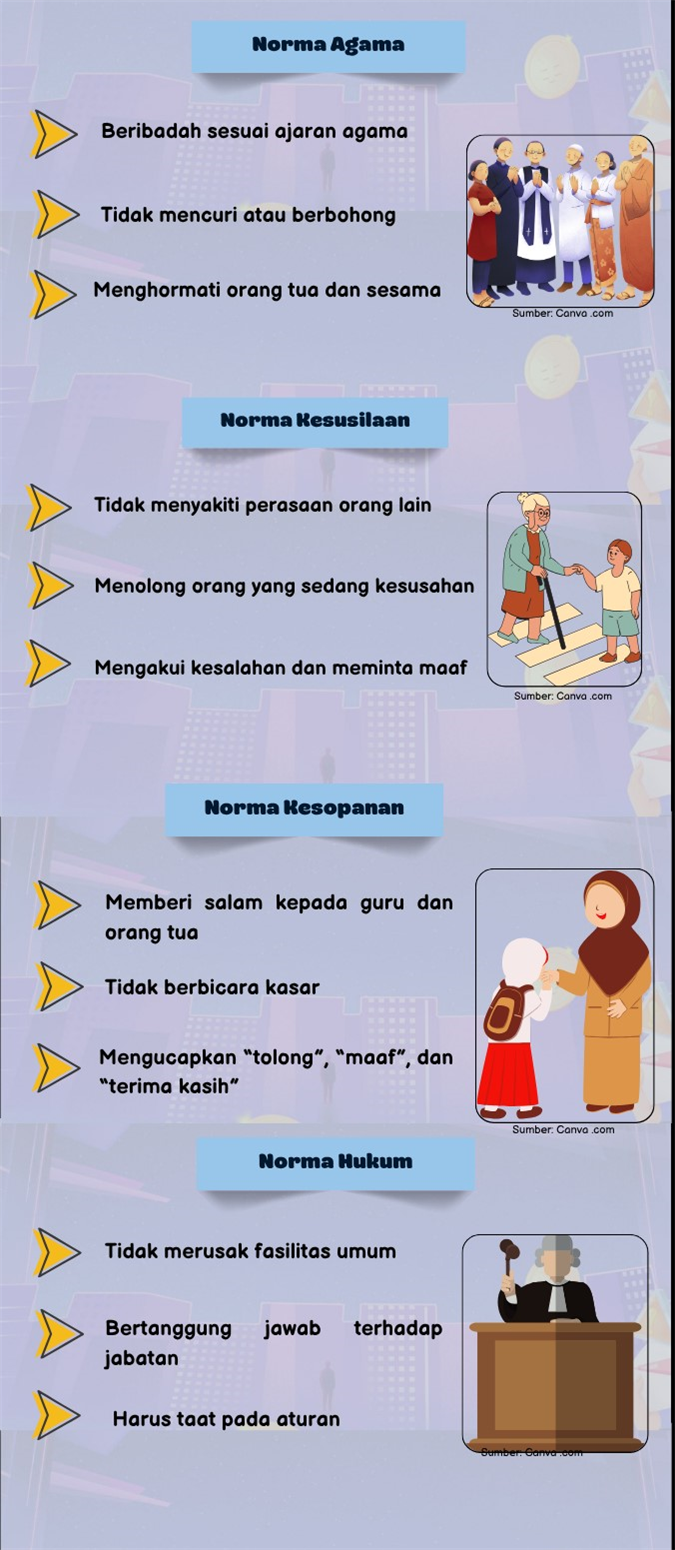 Norma Agama
Beribadah sesuai ajaran agama
Tidak mencuri atau berbohong
Menghormati orang tua dan sesama
Sumber: Canva .com
Norma Kesusilaan
Tidak menyakiti perasaan orang lain
Menolong orang yang sedang kesusahan
Mengakui kesalahan dan meminta maaf
Sumber: Canva .com
Norma Kesopanan
Memberi salam kepada guru dan
orang tua
Tidak berbicara kasar
Mengucapkan “tolong”, “maaf”, dan
“terima kasih”
Sumber: Canva .com
Norma Hukum
Tidak merusak fasilitas umum
Bertanggung jawab terhadap
jabatan
Harus taat pada aturan
Sumber: Canva .com